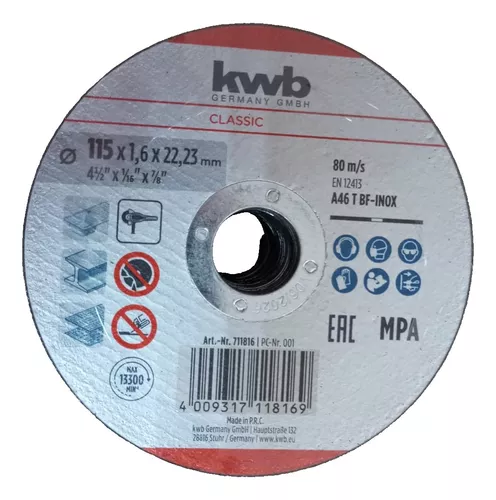 kwb
GERMANY GMBH
CLASSIC
Ø 115 x 1,6 x 22,23 mm
4½" x 1/16" x 7/8"
80 m/s
EN 12413
A46 T BF-INOX
EAC MPA
MAX
13300
MIN⁻¹
Art.-Nr. 711816 | PC-Nr. 001
4 009317 118169
Made in P.R.C.
kwb Germany GmbH | Hauptstraße 132
28816 Stuhr / Germany | www.kwb.eu